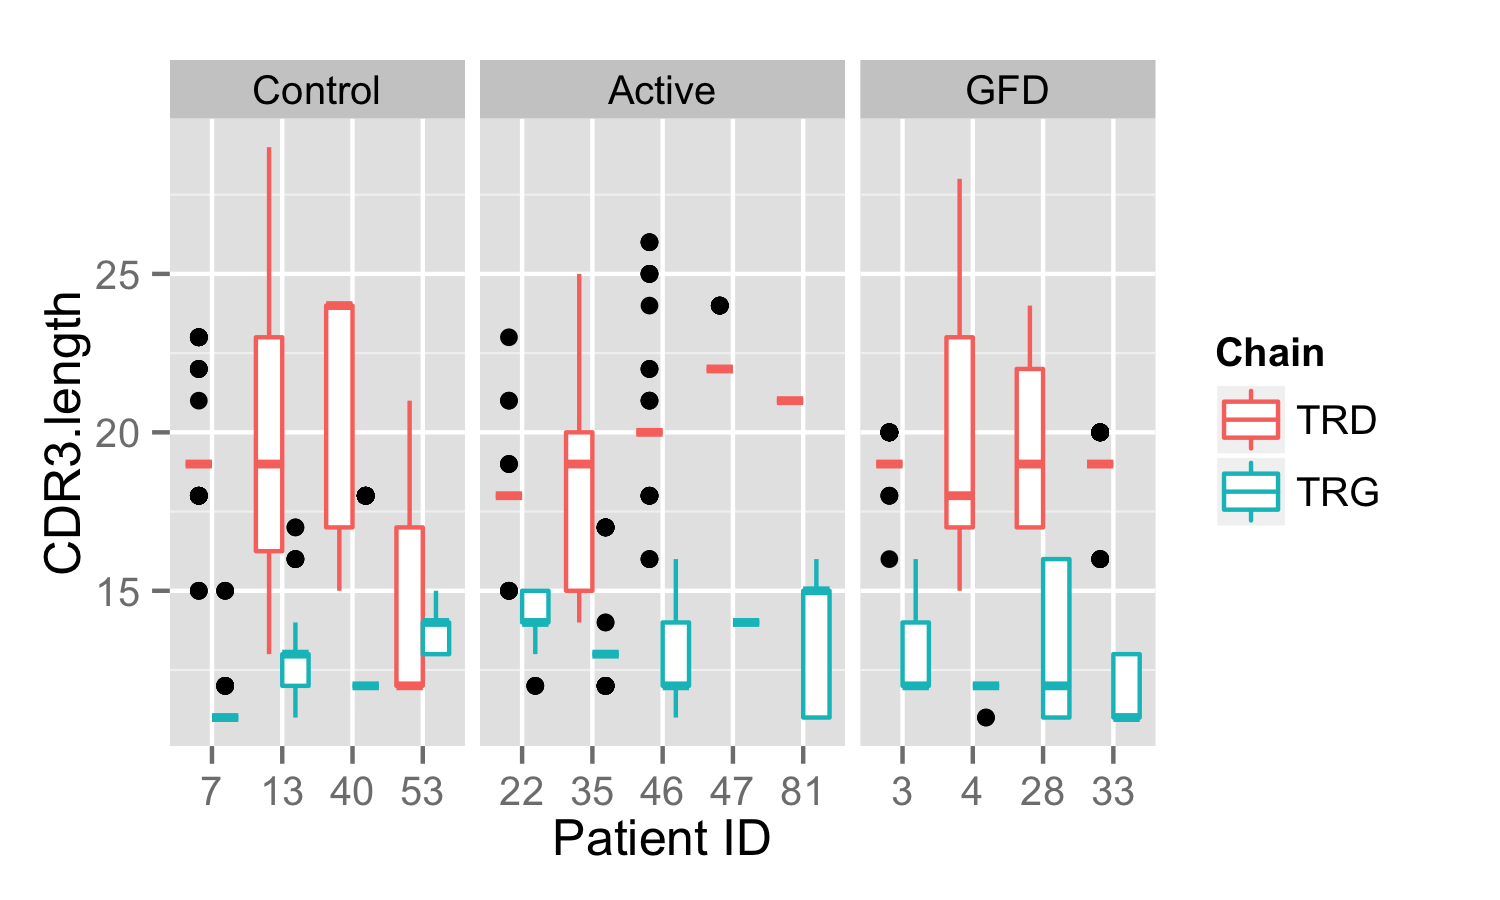 Control Active GFD
CDR3.length
25
20
15
7 13 40 53 22 35 46 47 81 3 4 28 33
Patient ID
Chain
TRD
TRG